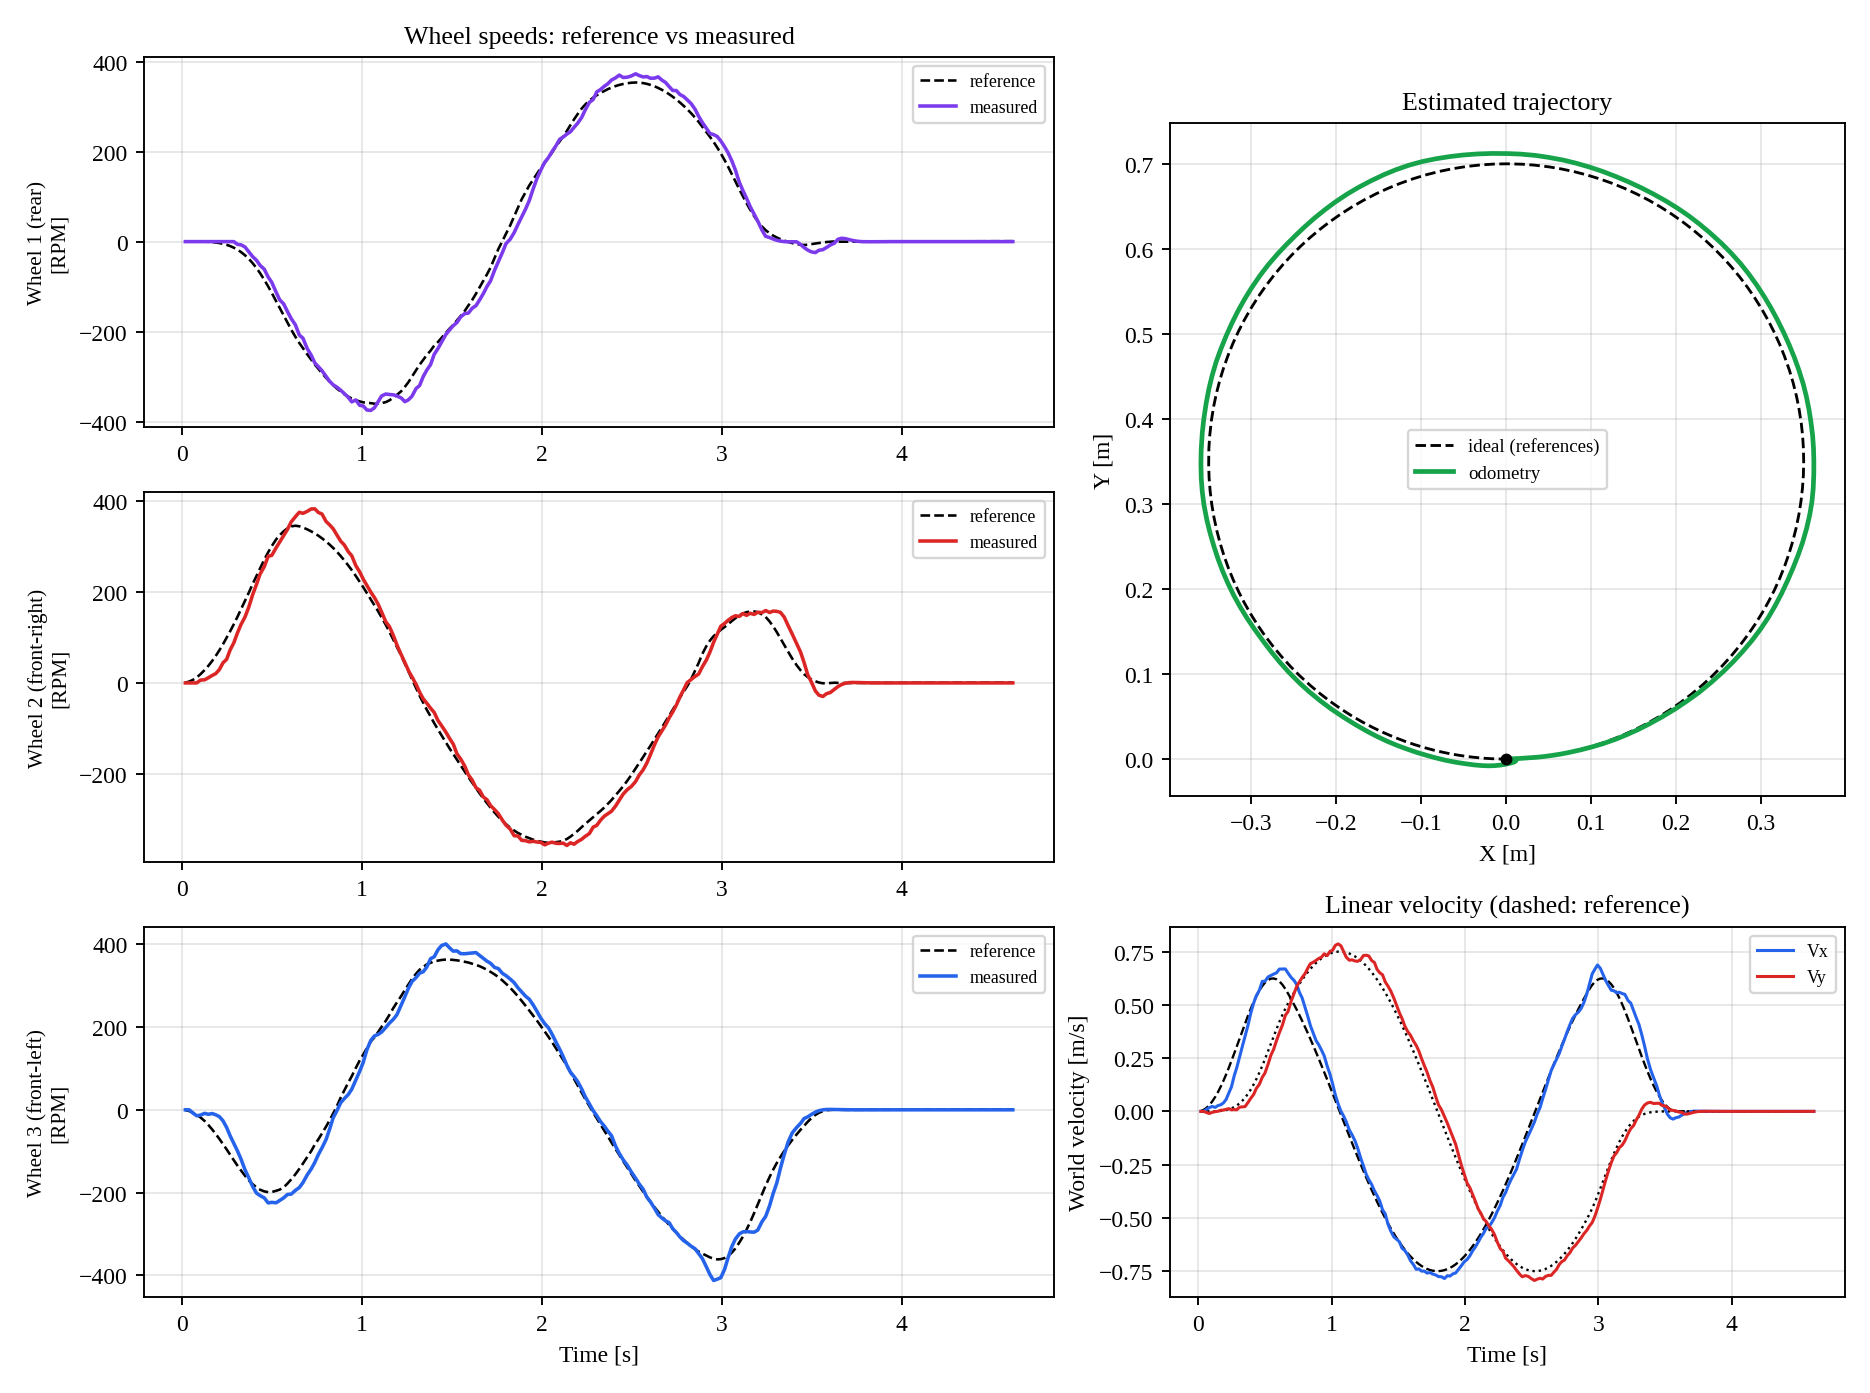 Wheel speeds: reference vs measured
Wheel 1 (rear)
[RPM]
400
200
0
−200
−400
reference
measured
0 1 2 3 4
Wheel 2 (front-right)
[RPM]
400
200
0
−200
reference
measured
0 1 2 3 4
Wheel 3 (front-left)
[RPM]
400
200
0
−200
−400
reference
measured
0 1 2 3 4
Time [s]
Estimated trajectory
Y [m]
0.7
0.6
0.5
0.4
0.3
0.2
0.1
0.0
ideal (references)
odometry
−0.3 −0.2 −0.1 0.0 0.1 0.2 0.3
X [m]
Linear velocity (dashed: reference)
World velocity [m/s]
0.75
0.50
0.25
0.00
−0.25
−0.50
−0.75
Vx
Vy
0 1 2 3 4
Time [s]